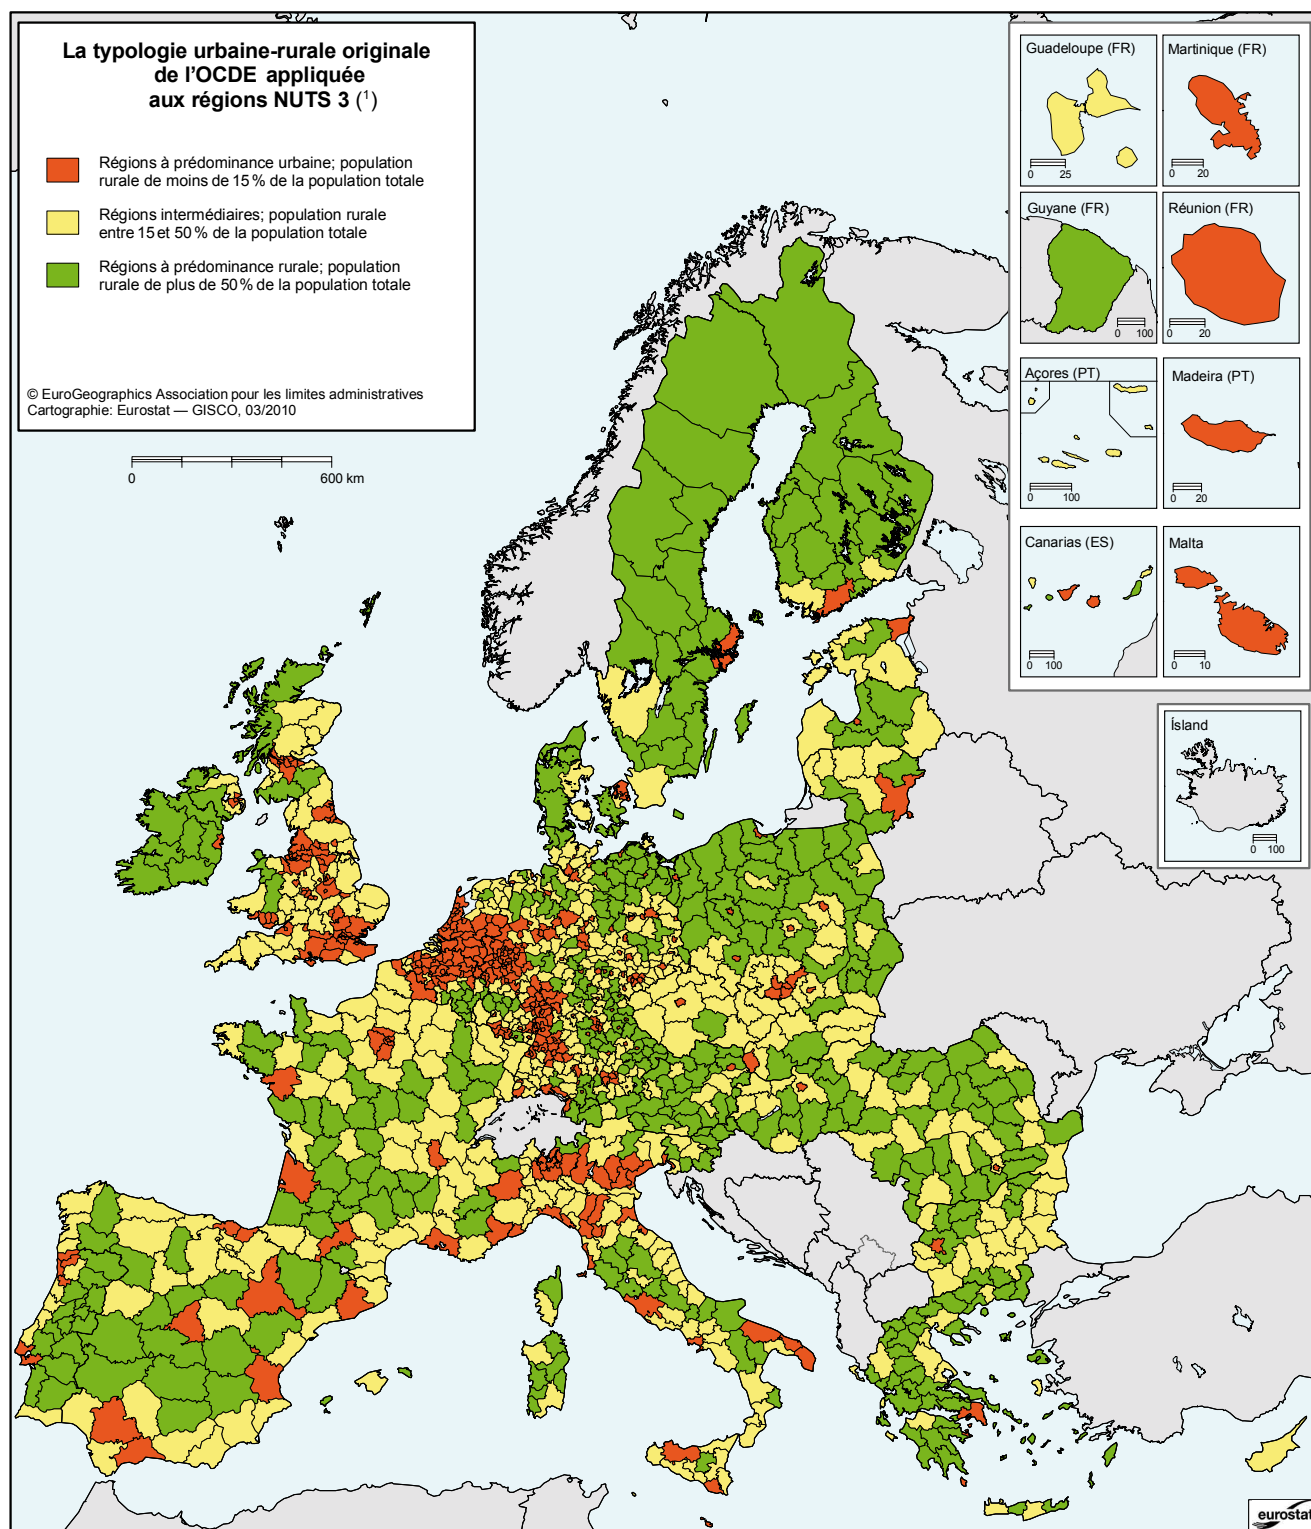 La typologie urbaine-rurale originale
de l'OCDE appliquée
aux régions NUTS 3 (¹)
Régions à prédominance urbaine; population
rurale de moins de 15 % de la population totale
Régions intermédiaires; population rurale
entre 15 et 50 % de la population totale
Régions à prédominance rurale; population
rurale de plus de 50 % de la population totale
© EuroGeographics Association pour les limites administratives
Cartographie: Eurostat — GISCO, 03/2010
0 600 km
Guadeloupe (FR)
0 25
Martinique (FR)
0 20
Guyane (FR)
0 100
Réunion (FR)
0 20
Açores (PT)
0 100
Madeira (PT)
0 20
Canarias (ES)
0 100
Malta
0 10
Ísland
0 100
eurostat